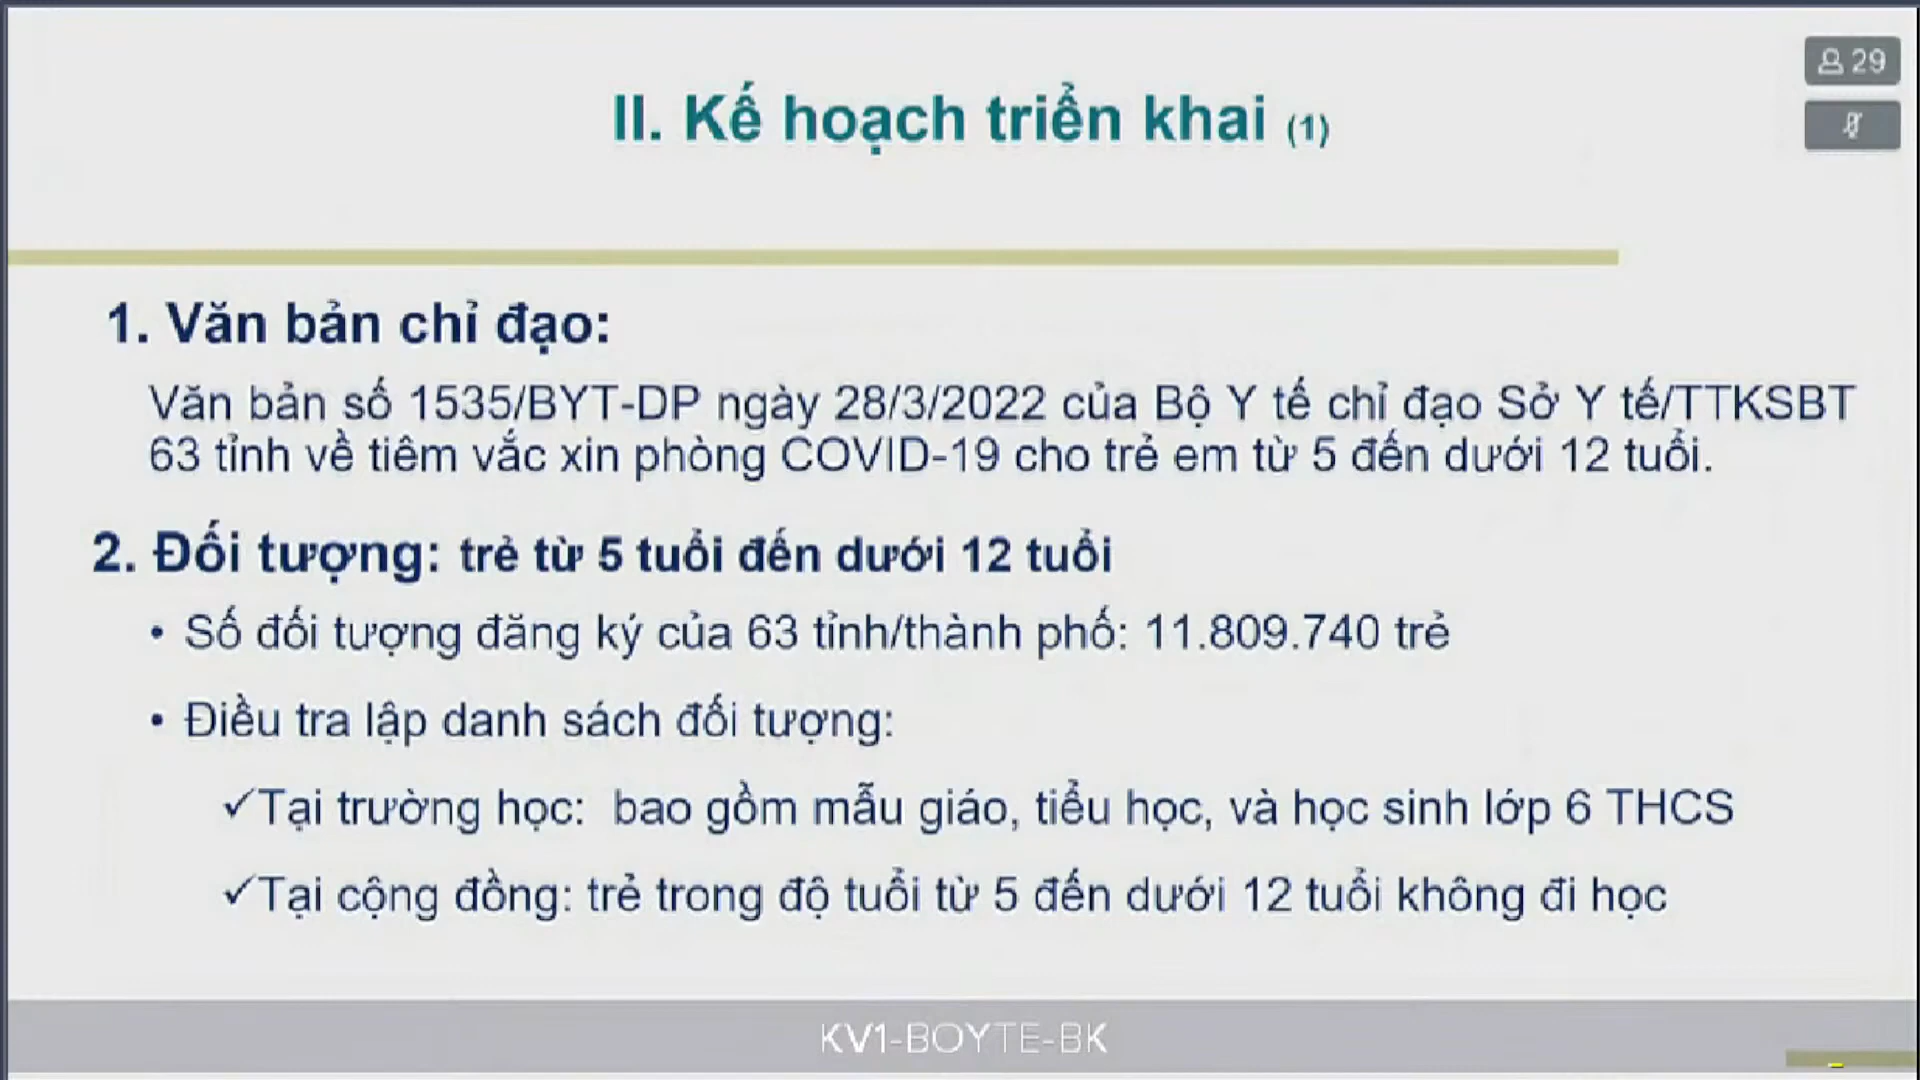 29
II. Kế hoạch triển khai (1)
1. Văn bản chỉ đạo:
Văn bản số 1535/BYT-DP ngày 28/3/2022 của Bộ Y tế chỉ đạo Sở Y tế/TTKSBT
63 tỉnh về tiêm vắc xin phòng COVID-19 cho trẻ em từ 5 đến dưới 12 tuổi.
2. Đối tượng: trẻ từ 5 tuổi đến dưới 12 tuổi
• Số đối tượng đăng ký của 63 tỉnh/thành phố: 11.809.740 trẻ
• Điều tra lập danh sách đối tượng:
✓Tại trường học: bao gồm mẫu giáo, tiểu học, và học sinh lớp 6 THCS
✓Tại cộng đồng: trẻ trong độ tuổi từ 5 đến dưới 12 tuổi không đi học
KV1-BOYTE-BK